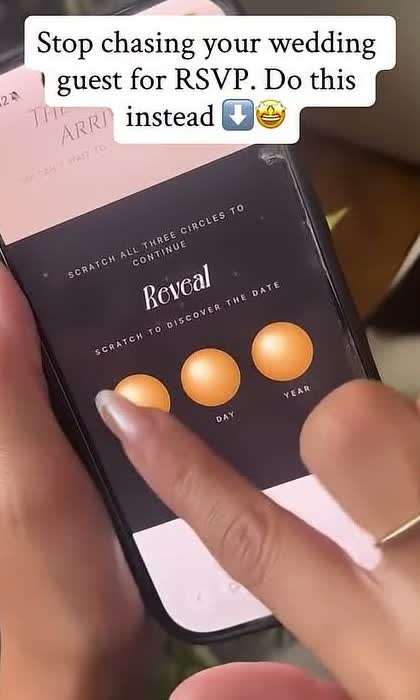 Stop chasing your wedding
guest for RSVP. Do this
instead ⬇️🤩
SCRATCH ALL THREE CIRCLES TO
CONTINUE
Reveal
SCRATCH TO DISCOVER THE DATE
DAY
YEAR